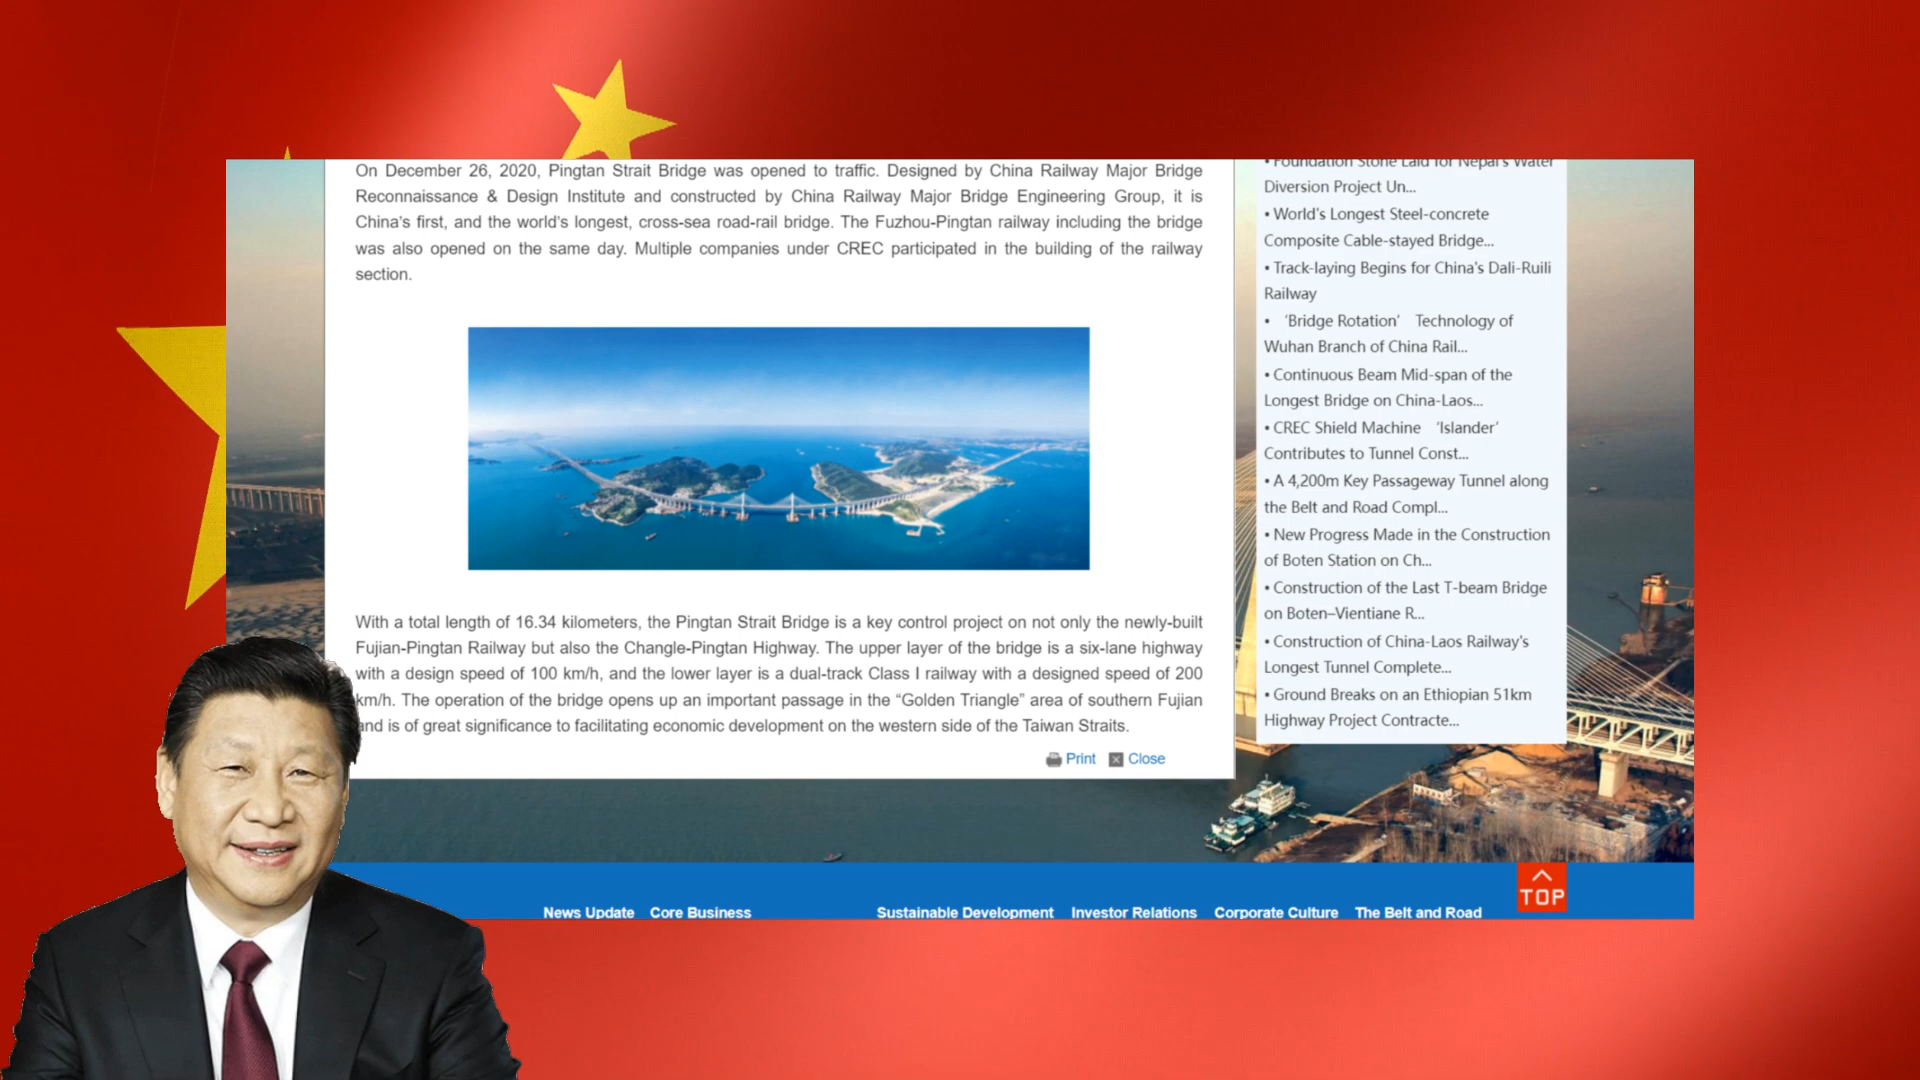 On December 26, 2020, Pingtan Strait Bridge was opened to traffic. Designed by China Railway Major Bridge
Reconnaissance & Design Institute and constructed by China Railway Major Bridge Engineering Group, it is
China's first, and the world's longest, cross-sea road-rail bridge. The Fuzhou-Pingtan railway including the bridge
was also opened on the same day. Multiple companies under CREC participated in the building of the railway
section.
With a total length of 16.34 kilometers, the Pingtan Strait Bridge is a key control project on not only the newly-built
Fujian-Pingtan Railway but also the Changle-Pingtan Highway. The upper layer of the bridge is a six-lane highway
with a design speed of 100 km/h, and the lower layer is a dual-track Class I railway with a designed speed of 200
km/h. The operation of the bridge opens up an important passage in the “Golden Triangle” area of southern Fujian
and is of great significance to facilitating economic development on the western side of the Taiwan Straits.
Print Close
• Foundation Stone Laid for Nepal's Water
Diversion Project Un...
• World's Longest Steel-concrete
Composite Cable-stayed Bridge...
• Track-laying Begins for China's Dali-Ruili
Railway
• ‘Bridge Rotation’ Technology of
Wuhan Branch of China Rail...
• Continuous Beam Mid-span of the
Longest Bridge on China-Laos...
• CREC Shield Machine ‘Islander’
Contributes to Tunnel Const...
• A 4,200m Key Passageway Tunnel along
the Belt and Road Compl...
• New Progress Made in the Construction
of Boten Station on Ch...
• Construction of the Last T-beam Bridge
on Boten–Vientiane R...
• Construction of China-Laos Railway's
Longest Tunnel Complete...
• Ground Breaks on an Ethiopian 51km
Highway Project Contracte...
TOP
News Update Core Business Sustainable Development Investor Relations Corporate Culture The Belt and Road